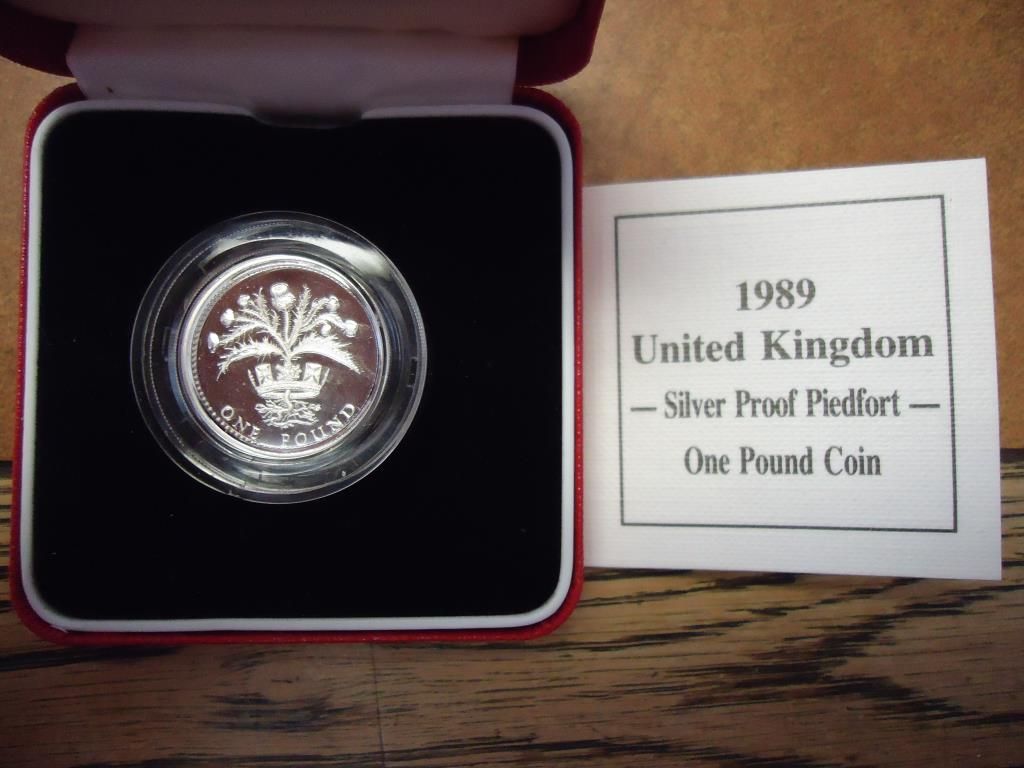 ONE POUND
1989
United Kingdom
— Silver Proof Piedfort —
One Pound Coin